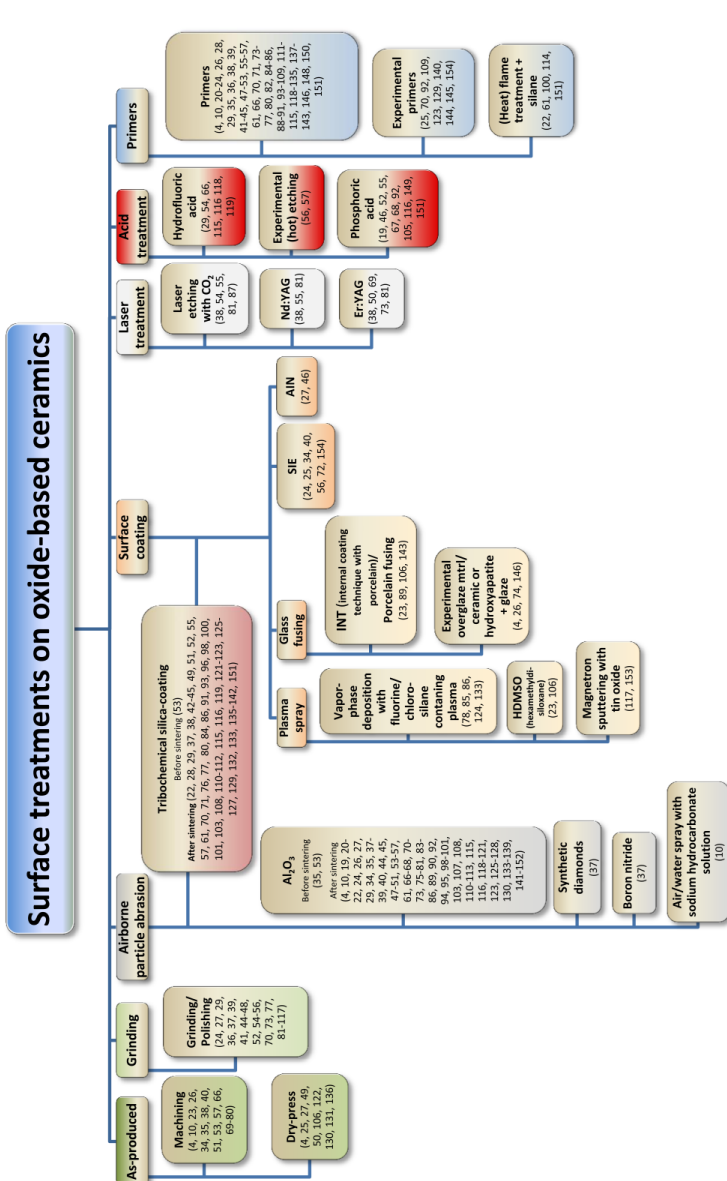 Surface treatments on oxide-based ceramics
As-produced
Machining
(4, 10, 23, 26,
34, 35, 38, 40,
51, 53, 57, 66,
69-80)
Dry-press
(4, 25, 27, 49,
50, 106, 122,
130, 131, 136)
Grinding
Grinding/
Polishing
(24, 27, 29,
36, 37, 39,
41, 44-48,
52, 54-56,
70, 73, 77,
81-117)
Airborne
particle abrasion
Tribochemical silica-coating
Before sintering (53)
After sintering (22, 28, 29, 37, 38, 42-45, 49, 51, 52, 55,
57, 61, 70, 71, 76, 77, 80, 84, 86, 91, 93, 96, 98, 100,
101, 103, 108, 110-112, 115, 116, 119, 121-123, 125-
127, 129, 132, 133, 135-142, 151)
Al₂O₃
Before sintering
(35, 53)
After sintering
(4, 10, 19, 20-
22, 24, 26, 27,
29, 34, 35, 37-
39, 40, 44, 45,
47-51, 53-57,
61, 66-68, 70-
73, 75-81, 83-
86, 89, 90, 92,
94, 95, 98-101,
103, 107, 108,
110-113, 115,
116, 118-121,
123, 125-128,
130, 133-139,
141-152)
Synthetic
diamonds
(37)
Boron nitride
(37)
Air/water spray with
sodium hydrocarbonate
solution
(10)
Surface
coating
Plasma
spray
Vapor-
phase
deposition
with
fluorine/
chloro-
silane
contaning
plasma
(78, 85, 86,
124, 133)
HDMSO
(hexamethyldi-
siloxane)
(23, 106)
Magnetron
sputtering with
tin oxide
(117, 153)
Glass
fusing
INT (internal coating
technique with
porcelain)/
Porcelain fusing
(23, 89, 106, 143)
Experimental
overglaze mtrl/
ceramic or
hydroxyapatite
+ glaze
(4, 26, 74, 146)
SIE
(24, 25, 34, 40,
56, 72, 154)
AlN
(27, 46)
Laser
treatment
Laser
etching
with CO₂
(38, 54, 55,
81, 87)
Nd:YAG
(38, 55, 81)
Er:YAG
(38, 50, 69,
73, 81)
Acid
treatment
Hydrofluoric
acid
(29, 54, 66,
115, 116 118,
119)
Experimental
(hot) etching
(56, 57)
Phosphoric
acid
(19, 46, 52, 55,
67, 68, 92,
105, 116, 149,
151)
Primers
Primers
(4, 10, 20-24, 26, 28,
29, 35, 36, 38, 39,
41-45, 47-53, 55-57,
61, 66, 70, 71, 73-
77, 80, 82, 84-86,
88-91, 93-109, 111-
115, 118-135, 137-
143, 146, 148, 150,
151)
Experimental
primers
(25, 70, 92, 109,
123, 129, 140,
144, 145, 154)
(Heat) flame
treatment +
silane
(22, 61, 100, 114,
151)